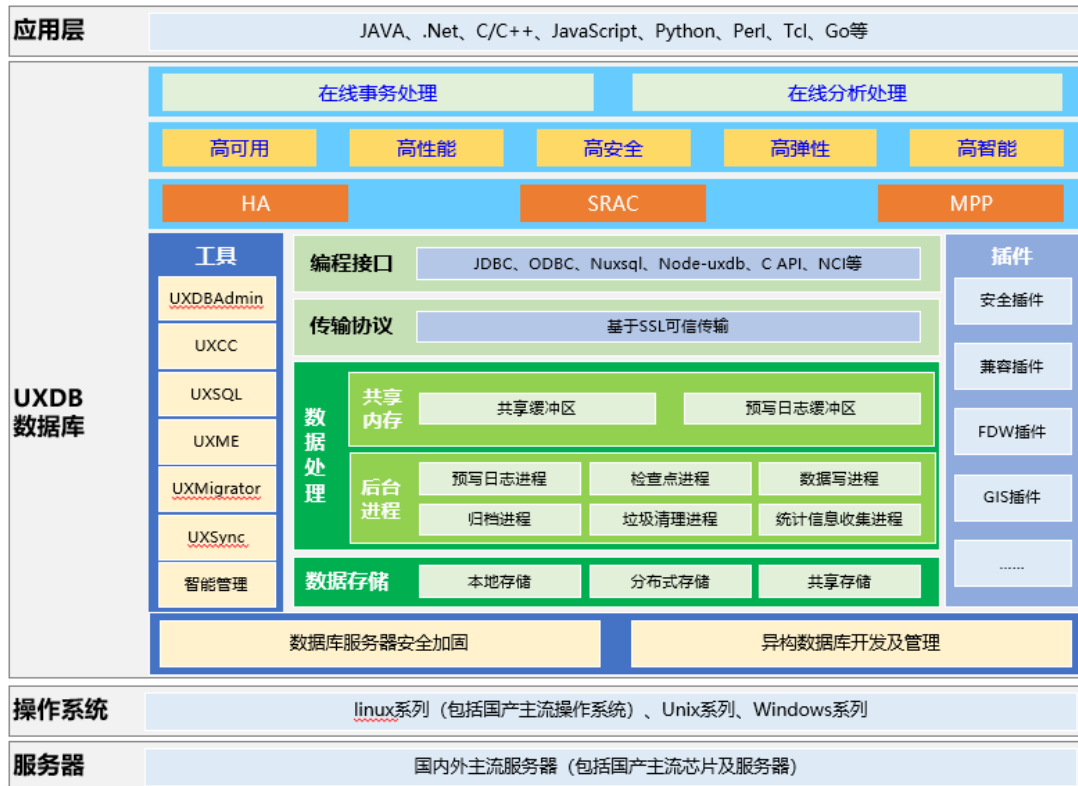 应用层
JAVA、.Net、C/C++、JavaScript、Python、Perl、Tcl、Go等
UXDB
数据库
在线事务处理
在线分析处理
高可用
高性能
高安全
高弹性
高智能
HA
SRAC
MPP
工具
UXDBAdmin
UXCC
UXSQL
UXME
UXMigrator
UXSync
智能管理
编程接口
JDBC、ODBC、Nuxsql、Node-uxdb、C API、NCI等
传输协议
基于SSL可信传输
数据处理
共享
内存
共享缓冲区
预写日志缓冲区
后台
进程
预写日志进程
检查点进程
数据写进程
归档进程
垃圾清理进程
统计信息收集进程
数据存储
本地存储
分布式存储
共享存储
插件
安全插件
兼容插件
FDW插件
GIS插件
......
数据库服务器安全加固
异构数据库开发及管理
操作系统
linux系列（包括国产主流操作系统）、Unix系列、Windows系列
服务器
国内外主流服务器（包括国产主流芯片及服务器）